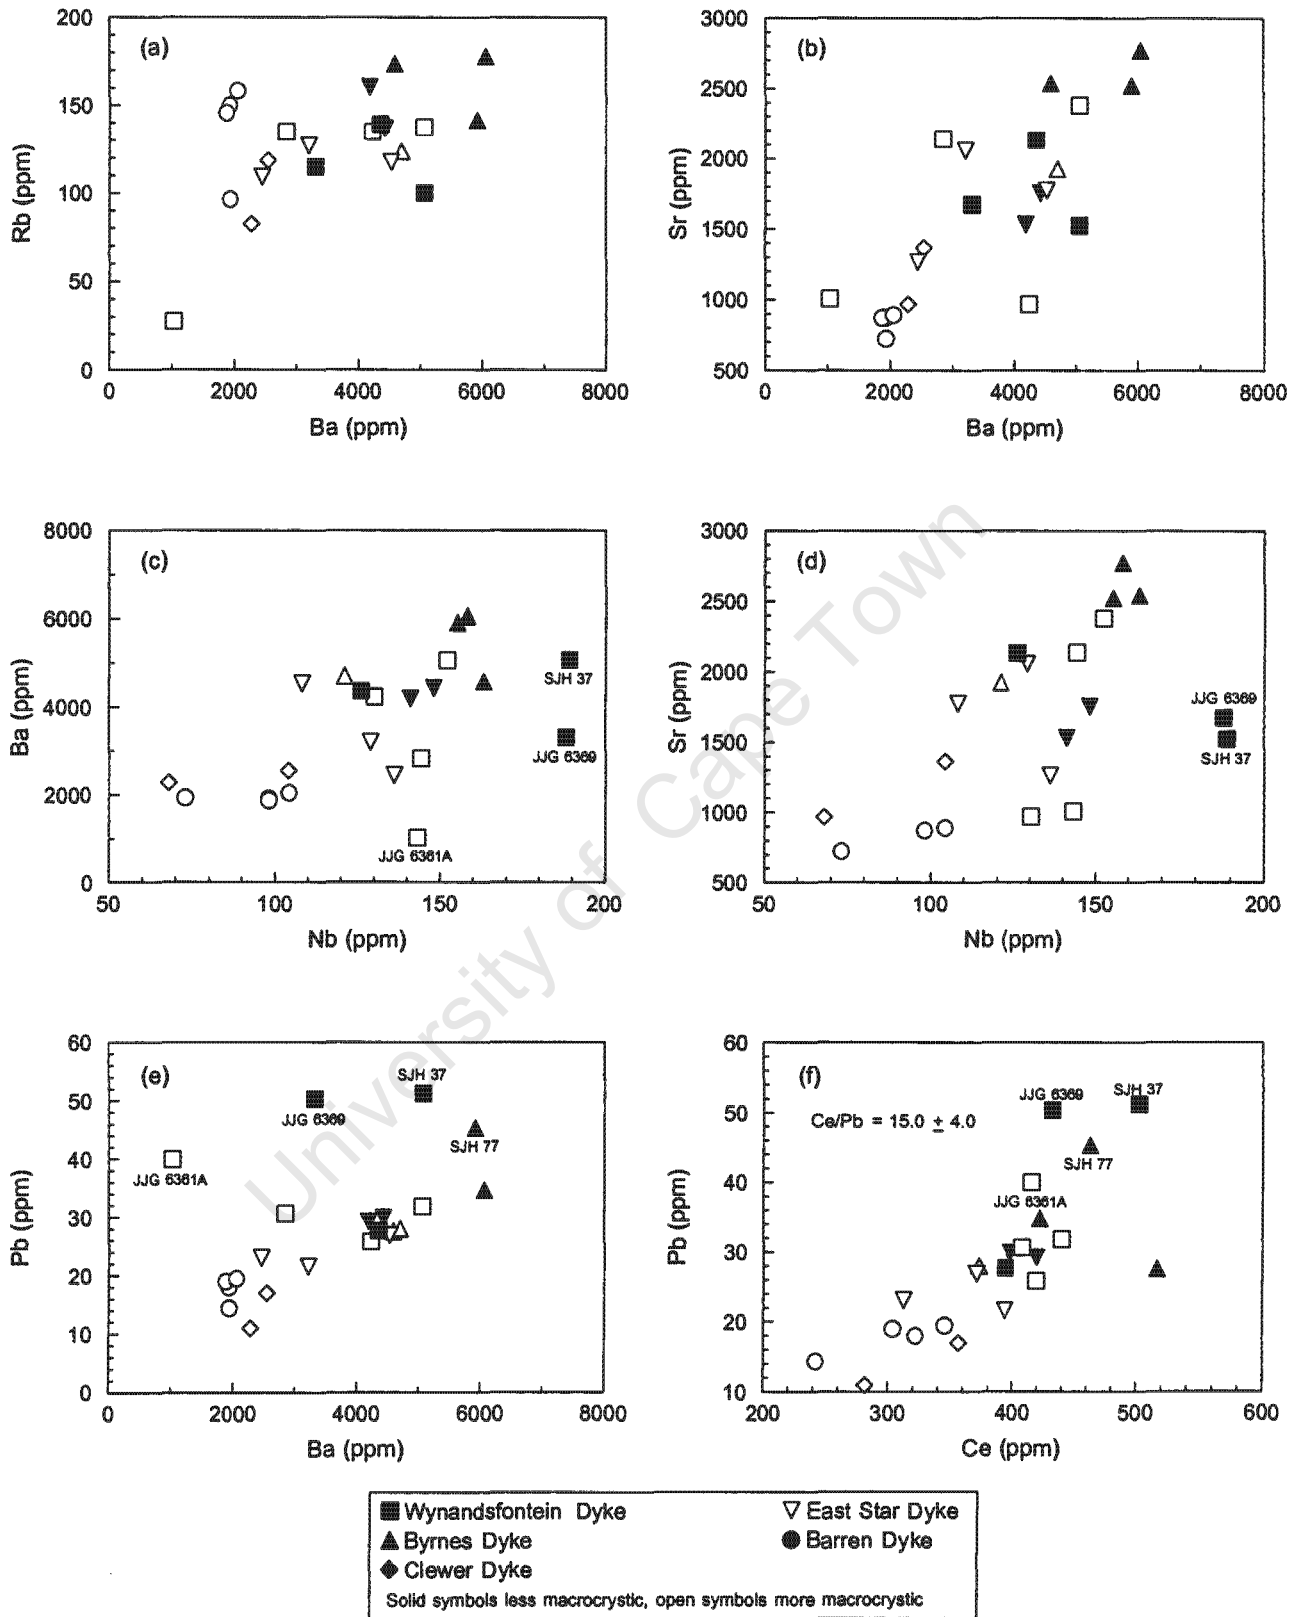 (a)
200
150
100
50
0
Rb (ppm)
0 2000 4000 6000 8000
Ba (ppm)
(b)
3000
2500
2000
1500
1000
500
Sr (ppm)
0 2000 4000 6000 8000
Ba (ppm)
(c)
8000
6000
4000
2000
0
Ba (ppm)
SJH 37
JJG 6369
JJG 6361A
50 100 150 200
Nb (ppm)
(d)
3000
2500
2000
1500
1000
500
Sr (ppm)
JJG 6369
SJH 37
50 100 150 200
Nb (ppm)
(e)
60
50
40
30
20
10
0
Pb (ppm)
SJH 37
JJG 6369
SJH 77
JJG 6361A
0 2000 4000 6000 8000
Ba (ppm)
(f)
60
50
40
30
20
10
Pb (ppm)
JJG 6369
SJH 37
Ce/Pb = 15.0 ± 4.0
SJH 77
JJG 6361A
200 300 400 500 600
Ce (ppm)
Wynandsfontein Dyke
East Star Dyke
Byrnes Dyke
Barren Dyke
Clewer Dyke
Solid symbols less macrocrystic, open symbols more macrocrystic
University of Cape Town